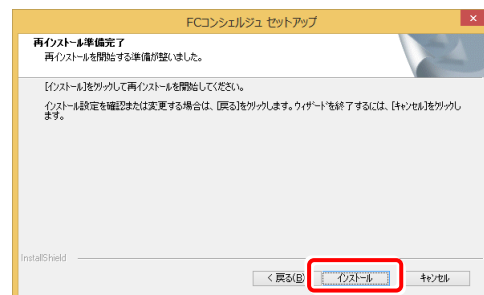 FCコンシェルジュ セットアップ
再インストール準備完了
再インストールを開始する準備が整いました。
[インストール]をクリックして再インストールを開始してください。
インストール設定を確認または変更する場合は、[戻る]をクリックします。ウィザードを終了するには、[キャンセル]をクリックし
ます。
InstallShield
< 戻る(B) インストール キャンセル